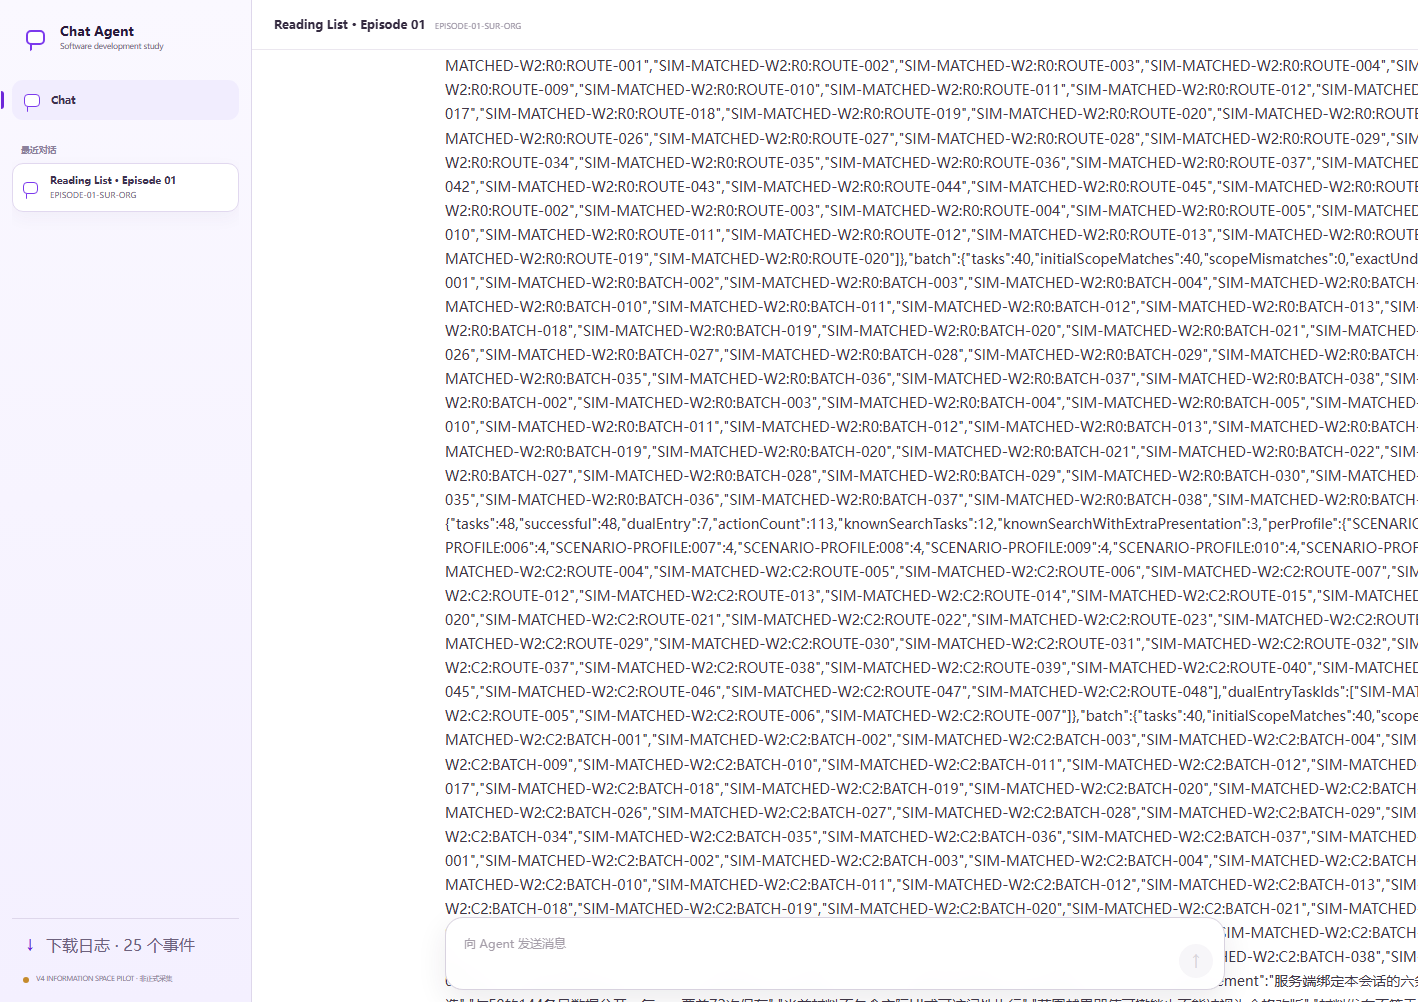 Chat Agent
Software development study
Chat
最近对话
Reading List • Episode 01
EPISODE-01-SUR-ORG
↓ 下载日志 · 25 个事件
V4 INFORMATION SPACE PILOT · 非正式采集
Reading List • Episode 01 EPISODE-01-SUR-ORG
MATCHED-W2:R0:ROUTE-001","SIM-MATCHED-W2:R0:ROUTE-002","SIM-MATCHED-W2:R0:ROUTE-003","SIM-MATCHED-W2:R0:ROUTE-004","SIM
W2:R0:ROUTE-009","SIM-MATCHED-W2:R0:ROUTE-010","SIM-MATCHED-W2:R0:ROUTE-011","SIM-MATCHED-W2:R0:ROUTE-012","SIM-MATCHED
017","SIM-MATCHED-W2:R0:ROUTE-018","SIM-MATCHED-W2:R0:ROUTE-019","SIM-MATCHED-W2:R0:ROUTE-020","SIM-MATCHED-W2:R0:ROUTE
MATCHED-W2:R0:ROUTE-026","SIM-MATCHED-W2:R0:ROUTE-027","SIM-MATCHED-W2:R0:ROUTE-028","SIM-MATCHED-W2:R0:ROUTE-029","SIM
W2:R0:ROUTE-034","SIM-MATCHED-W2:R0:ROUTE-035","SIM-MATCHED-W2:R0:ROUTE-036","SIM-MATCHED-W2:R0:ROUTE-037","SIM-MATCHED
042","SIM-MATCHED-W2:R0:ROUTE-043","SIM-MATCHED-W2:R0:ROUTE-044","SIM-MATCHED-W2:R0:ROUTE-045","SIM-MATCHED-W2:R0:ROUTE
W2:R0:ROUTE-002","SIM-MATCHED-W2:R0:ROUTE-003","SIM-MATCHED-W2:R0:ROUTE-004","SIM-MATCHED-W2:R0:ROUTE-005","SIM-MATCHED
010","SIM-MATCHED-W2:R0:ROUTE-011","SIM-MATCHED-W2:R0:ROUTE-012","SIM-MATCHED-W2:R0:ROUTE-013","SIM-MATCHED-W2:R0:ROUTE
MATCHED-W2:R0:ROUTE-019","SIM-MATCHED-W2:R0:ROUTE-020"]},"batch":{"tasks":40,"initialScopeMatches":40,"scopeMismatches":0,"exactUnd
001","SIM-MATCHED-W2:R0:BATCH-002","SIM-MATCHED-W2:R0:BATCH-003","SIM-MATCHED-W2:R0:BATCH-004","SIM-MATCHED-W2:R0:BATCH-
MATCHED-W2:R0:BATCH-010","SIM-MATCHED-W2:R0:BATCH-011","SIM-MATCHED-W2:R0:BATCH-012","SIM-MATCHED-W2:R0:BATCH-013","SIM-
W2:R0:BATCH-018","SIM-MATCHED-W2:R0:BATCH-019","SIM-MATCHED-W2:R0:BATCH-020","SIM-MATCHED-W2:R0:BATCH-021","SIM-MATCHED-
026","SIM-MATCHED-W2:R0:BATCH-027","SIM-MATCHED-W2:R0:BATCH-028","SIM-MATCHED-W2:R0:BATCH-029","SIM-MATCHED-W2:R0:BATCH-
MATCHED-W2:R0:BATCH-035","SIM-MATCHED-W2:R0:BATCH-036","SIM-MATCHED-W2:R0:BATCH-037","SIM-MATCHED-W2:R0:BATCH-038","SIM-
W2:R0:BATCH-002","SIM-MATCHED-W2:R0:BATCH-003","SIM-MATCHED-W2:R0:BATCH-004","SIM-MATCHED-W2:R0:BATCH-005","SIM-MATCHED-
010","SIM-MATCHED-W2:R0:BATCH-011","SIM-MATCHED-W2:R0:BATCH-012","SIM-MATCHED-W2:R0:BATCH-013","SIM-MATCHED-W2:R0:BATCH-
MATCHED-W2:R0:BATCH-019","SIM-MATCHED-W2:R0:BATCH-020","SIM-MATCHED-W2:R0:BATCH-021","SIM-MATCHED-W2:R0:BATCH-022","SIM-
W2:R0:BATCH-027","SIM-MATCHED-W2:R0:BATCH-028","SIM-MATCHED-W2:R0:BATCH-029","SIM-MATCHED-W2:R0:BATCH-030","SIM-MATCHED-
035","SIM-MATCHED-W2:R0:BATCH-036","SIM-MATCHED-W2:R0:BATCH-037","SIM-MATCHED-W2:R0:BATCH-038","SIM-MATCHED-W2:R0:BATCH-
{"tasks":48,"successful":48,"dualEntry":7,"actionCount":113,"knownSearchTasks":12,"knownSearchWithExtraPresentation":3,"perProfile":{"SCENARIO
PROFILE:006":4,"SCENARIO-PROFILE:007":4,"SCENARIO-PROFILE:008":4,"SCENARIO-PROFILE:009":4,"SCENARIO-PROFILE:010":4,"SCENARIO-PROF
MATCHED-W2:C2:ROUTE-004","SIM-MATCHED-W2:C2:ROUTE-005","SIM-MATCHED-W2:C2:ROUTE-006","SIM-MATCHED-W2:C2:ROUTE-007","SIM
W2:C2:ROUTE-012","SIM-MATCHED-W2:C2:ROUTE-013","SIM-MATCHED-W2:C2:ROUTE-014","SIM-MATCHED-W2:C2:ROUTE-015","SIM-MATCHED
020","SIM-MATCHED-W2:C2:ROUTE-021","SIM-MATCHED-W2:C2:ROUTE-022","SIM-MATCHED-W2:C2:ROUTE-023","SIM-MATCHED-W2:C2:ROUTE
MATCHED-W2:C2:ROUTE-029","SIM-MATCHED-W2:C2:ROUTE-030","SIM-MATCHED-W2:C2:ROUTE-031","SIM-MATCHED-W2:C2:ROUTE-032","SIM
W2:C2:ROUTE-037","SIM-MATCHED-W2:C2:ROUTE-038","SIM-MATCHED-W2:C2:ROUTE-039","SIM-MATCHED-W2:C2:ROUTE-040","SIM-MATCHED
045","SIM-MATCHED-W2:C2:ROUTE-046","SIM-MATCHED-W2:C2:ROUTE-047","SIM-MATCHED-W2:C2:ROUTE-048"],"dualEntryTaskIds":["SIM-MAT
W2:C2:ROUTE-005","SIM-MATCHED-W2:C2:ROUTE-006","SIM-MATCHED-W2:C2:ROUTE-007"]},"batch":{"tasks":40,"initialScopeMatches":40,"scope
MATCHED-W2:C2:BATCH-001","SIM-MATCHED-W2:C2:BATCH-002","SIM-MATCHED-W2:C2:BATCH-003","SIM-MATCHED-W2:C2:BATCH-004","SIM
W2:C2:BATCH-009","SIM-MATCHED-W2:C2:BATCH-010","SIM-MATCHED-W2:C2:BATCH-011","SIM-MATCHED-W2:C2:BATCH-012","SIM-MATCHED
017","SIM-MATCHED-W2:C2:BATCH-018","SIM-MATCHED-W2:C2:BATCH-019","SIM-MATCHED-W2:C2:BATCH-020","SIM-MATCHED-W2:C2:BATCH
MATCHED-W2:C2:BATCH-026","SIM-MATCHED-W2:C2:BATCH-027","SIM-MATCHED-W2:C2:BATCH-028","SIM-MATCHED-W2:C2:BATCH-029","SIM
W2:C2:BATCH-034","SIM-MATCHED-W2:C2:BATCH-035","SIM-MATCHED-W2:C2:BATCH-036","SIM-MATCHED-W2:C2:BATCH-037","SIM-MATCHED
001","SIM-MATCHED-W2:C2:BATCH-002","SIM-MATCHED-W2:C2:BATCH-003","SIM-MATCHED-W2:C2:BATCH-004","SIM-MATCHED-W2:C2:BATCH
MATCHED-W2:C2:BATCH-010","SIM-MATCHED-W2:C2:BATCH-011","SIM-MATCHED-W2:C2:BATCH-012","SIM-MATCHED-W2:C2:BATCH-013","SIM
W2:C2:BATCH-018","SIM-MATCHED-W2:C2:BATCH-019","SIM-MATCHED-W2:C2:BATCH-020","SIM-MATCHED-W2:C2:BATCH-021","SIM-MATCHED
IM-MATCHED-W2:C2:BATCH
W2:C2:BATCH-038","SIM
ement":"服务端绑定本会话的六
向 Agent 发送消息